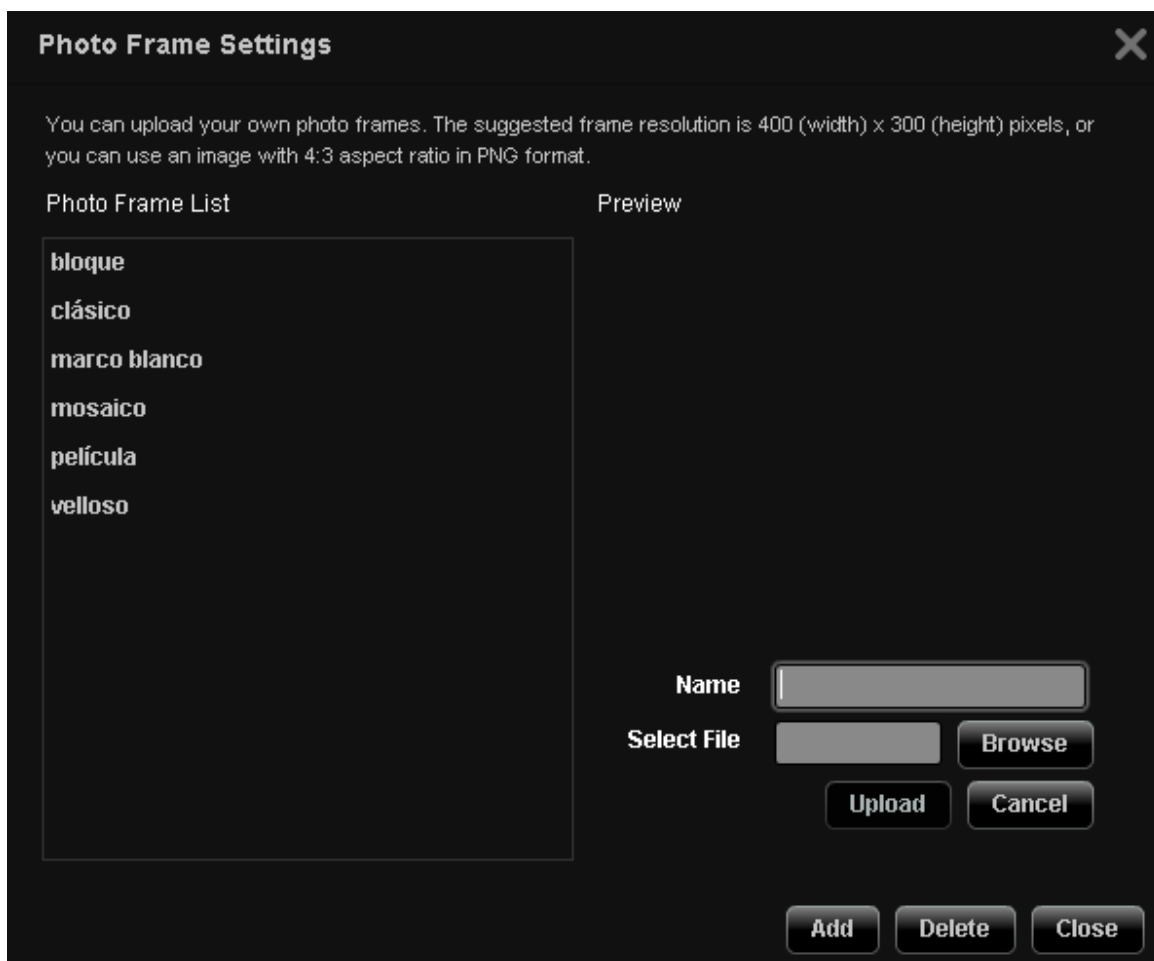 Photo Frame Settings
You can upload your own photo frames. The suggested frame resolution is 400 (width) x 300 (height) pixels, or
you can use an image with 4:3 aspect ratio in PNG format.
Photo Frame List
Preview
bloque
clásico
marco blanco
mosaico
película
velloso
Name
Select File
Browse
Upload
Cancel
Add
Delete
Close